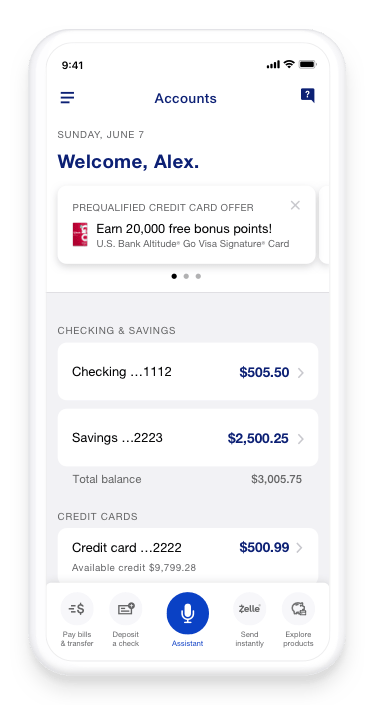 9:41
Accounts
?
SUNDAY, JUNE 7
Welcome, Alex.
PREQUALIFIED CREDIT CARD OFFER
Earn 20,000 free bonus points!
U.S. Bank Altitude® Go Visa Signature® Card
CHECKING & SAVINGS
Checking ...1112 $505.50
Savings ...2223 $2,500.25
Total balance $3,005.75
CREDIT CARDS
Credit card ...2222 $500.99
Available credit $9,799.28
$ Zelle
Pay bills Deposit Assistant Send Explore
& transfer a check instantly products